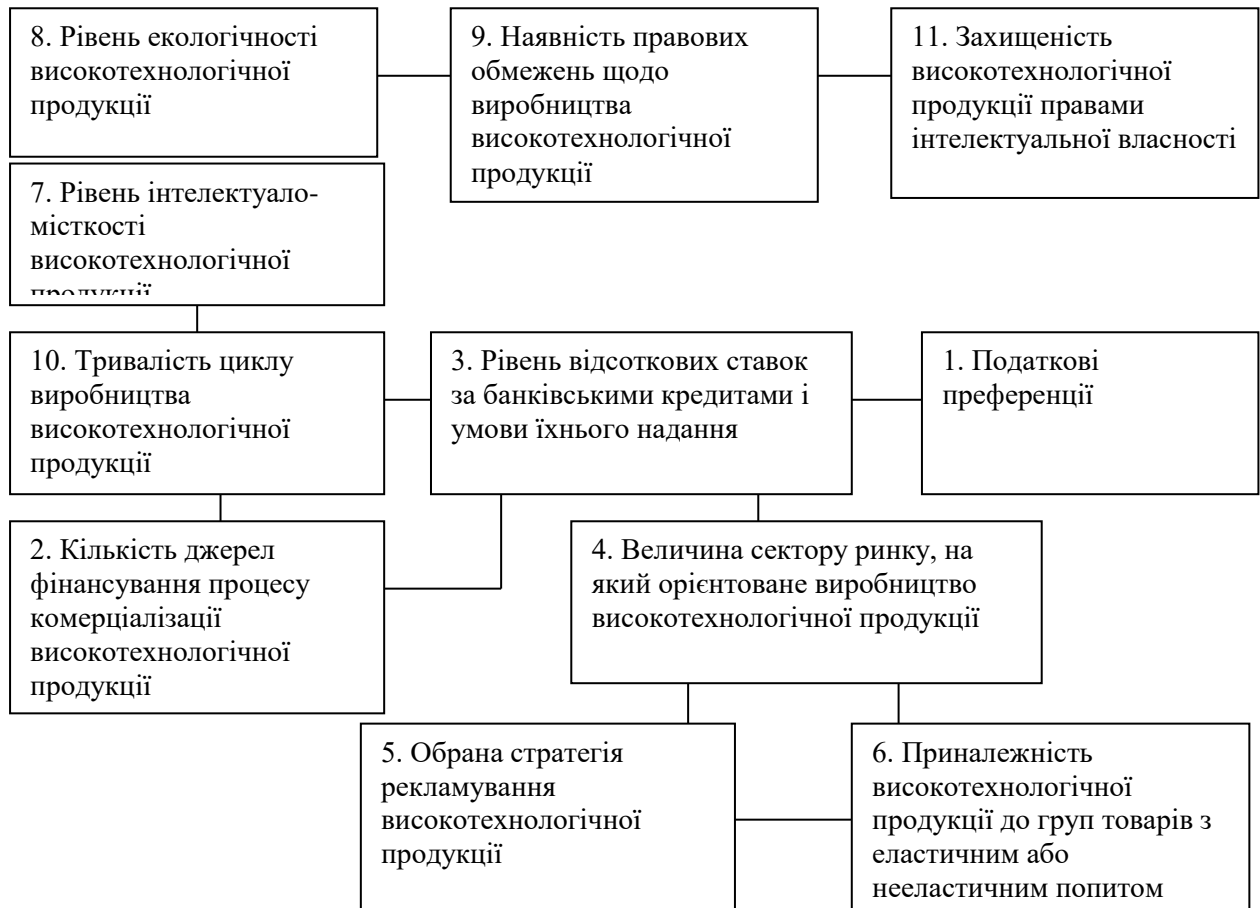 8. Рівень екологічності
високотехнологічної
продукції
9. Наявність правових
обмежень щодо
виробництва
високотехнологічної
продукції
11. Захищеність
високотехнологічної
продукції правами
інтелектуальної власності
7. Рівень інтелектуало-
місткості
високотехнологічної
продукції
10. Тривалість циклу
виробництва
високотехнологічної
продукції
3. Рівень відсоткових ставок
за банківськими кредитами і
умови їхнього надання
1. Податкові
преференції
2. Кількість джерел
фінансування процесу
комерціалізації
високотехнологічної
продукції
4. Величина сектору ринку, на
який орієнтоване виробництво
високотехнологічної продукції
5. Обрана стратегія
рекламування
високотехнологічної
продукції
6. Приналежність
високотехнологічної
продукції до груп товарів з
еластичним або
нееластичним попитом